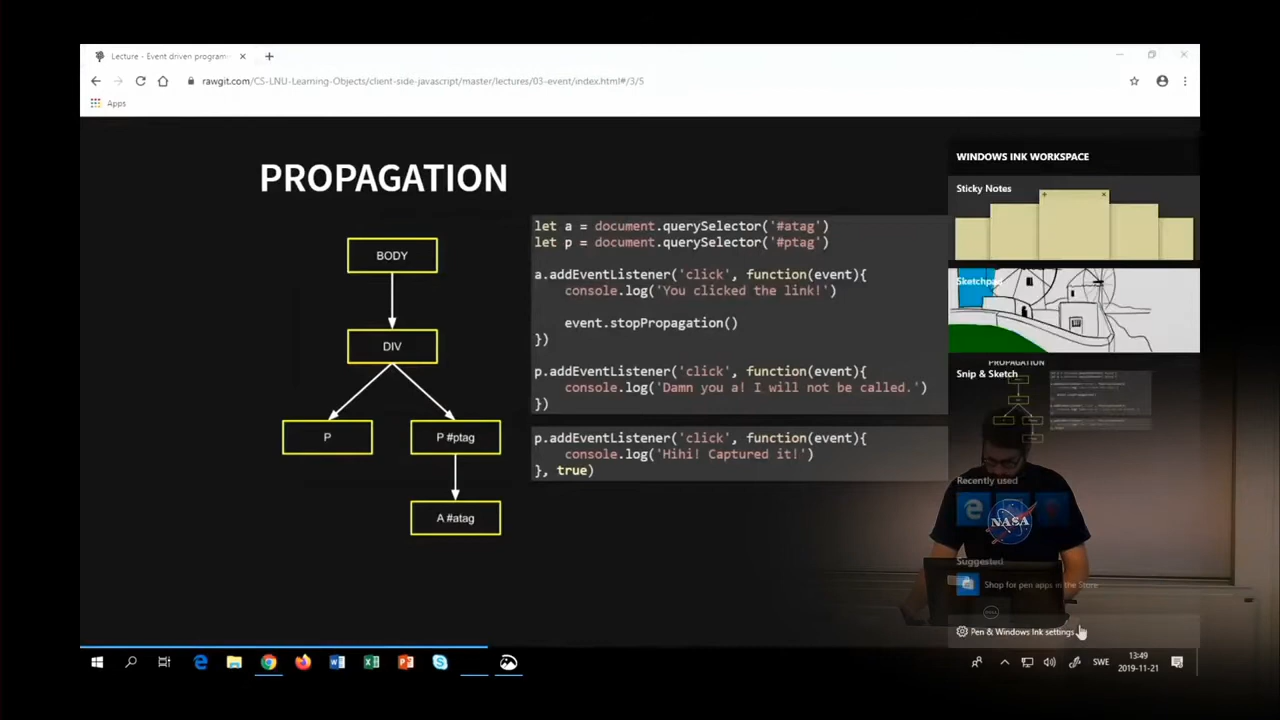 Lecture - Event driven program
rawgit.com/CS-LNU-Learning-Objects/client-side-javascript/master/lectures/03-event/index.html#/3/5
Apps
PROPAGATION
BODY
DIV
P
P #ptag
A #atag
let a = document.querySelector('#atag')
let p = document.querySelector('#ptag')
a.addEventListener('click', function(event){
console.log('You clicked the link!')
event.stopPropagation()
})
p.addEventListener('click', function(event){
console.log('Damn you a! I will not be called.')
})
p.addEventListener('click', function(event){
console.log('Hihi! Captured it!')
}, true)
WINDOWS INK WORKSPACE
Sticky Notes
Sketchpad
PROPAGATION
Snip & Sketch
Recently used
NASA
Suggested
Shop for pen apps in the Store
DELL
Pen & Windows Ink settings
SWE
13:49
2019-11-21